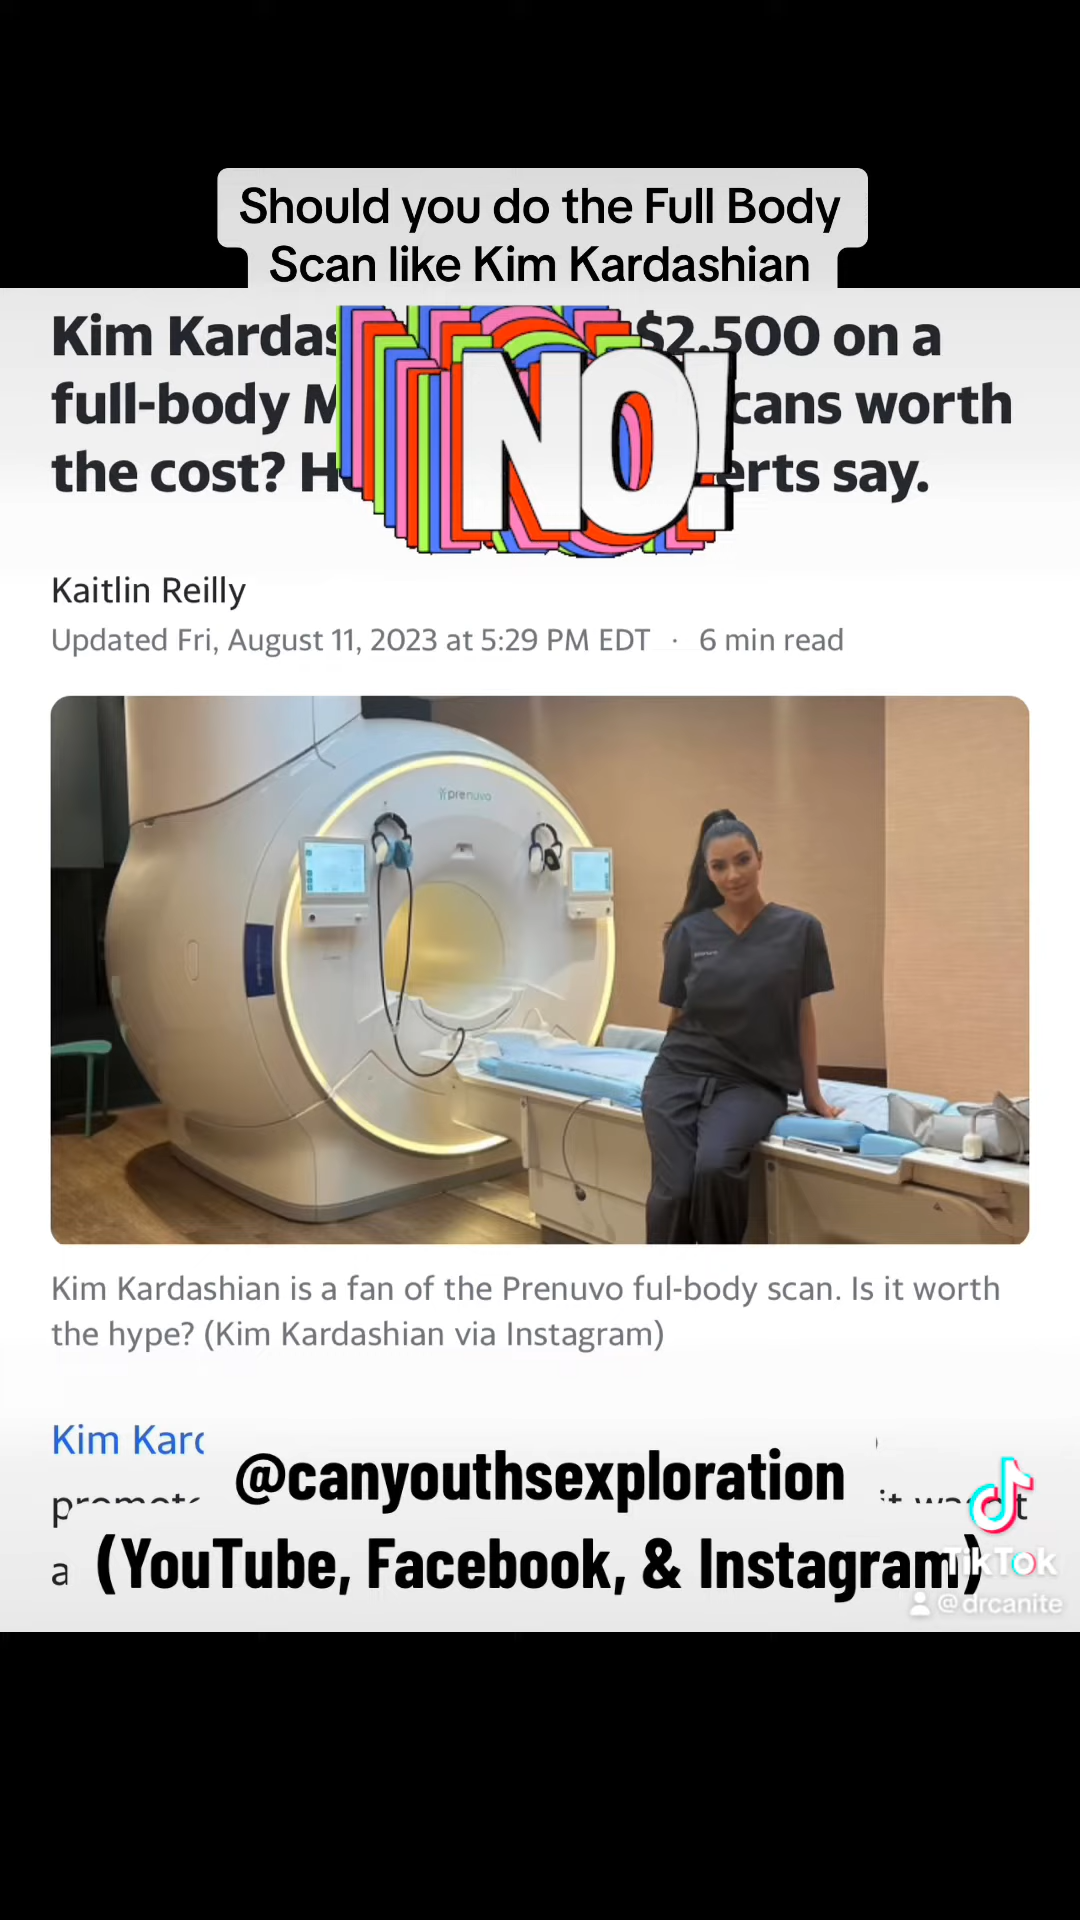 Should you do the Full Body
Scan like Kim Kardashian
Kim Kardas $2,500 on a
full-body cans worth
the cost? erts say.
NO!
Kaitlin Reilly
Updated Fri, August 11, 2023 at 5:29 PM EDT · 6 min read
prenuvo
Kim Kardashian is a fan of the Prenuvo ful-body scan. Is it worth
the hype? (Kim Kardashian via Instagram)
Kim Kard
@canyouthsexploration
(YouTube, Facebook, & Instagram)
TikTok
@drcanite